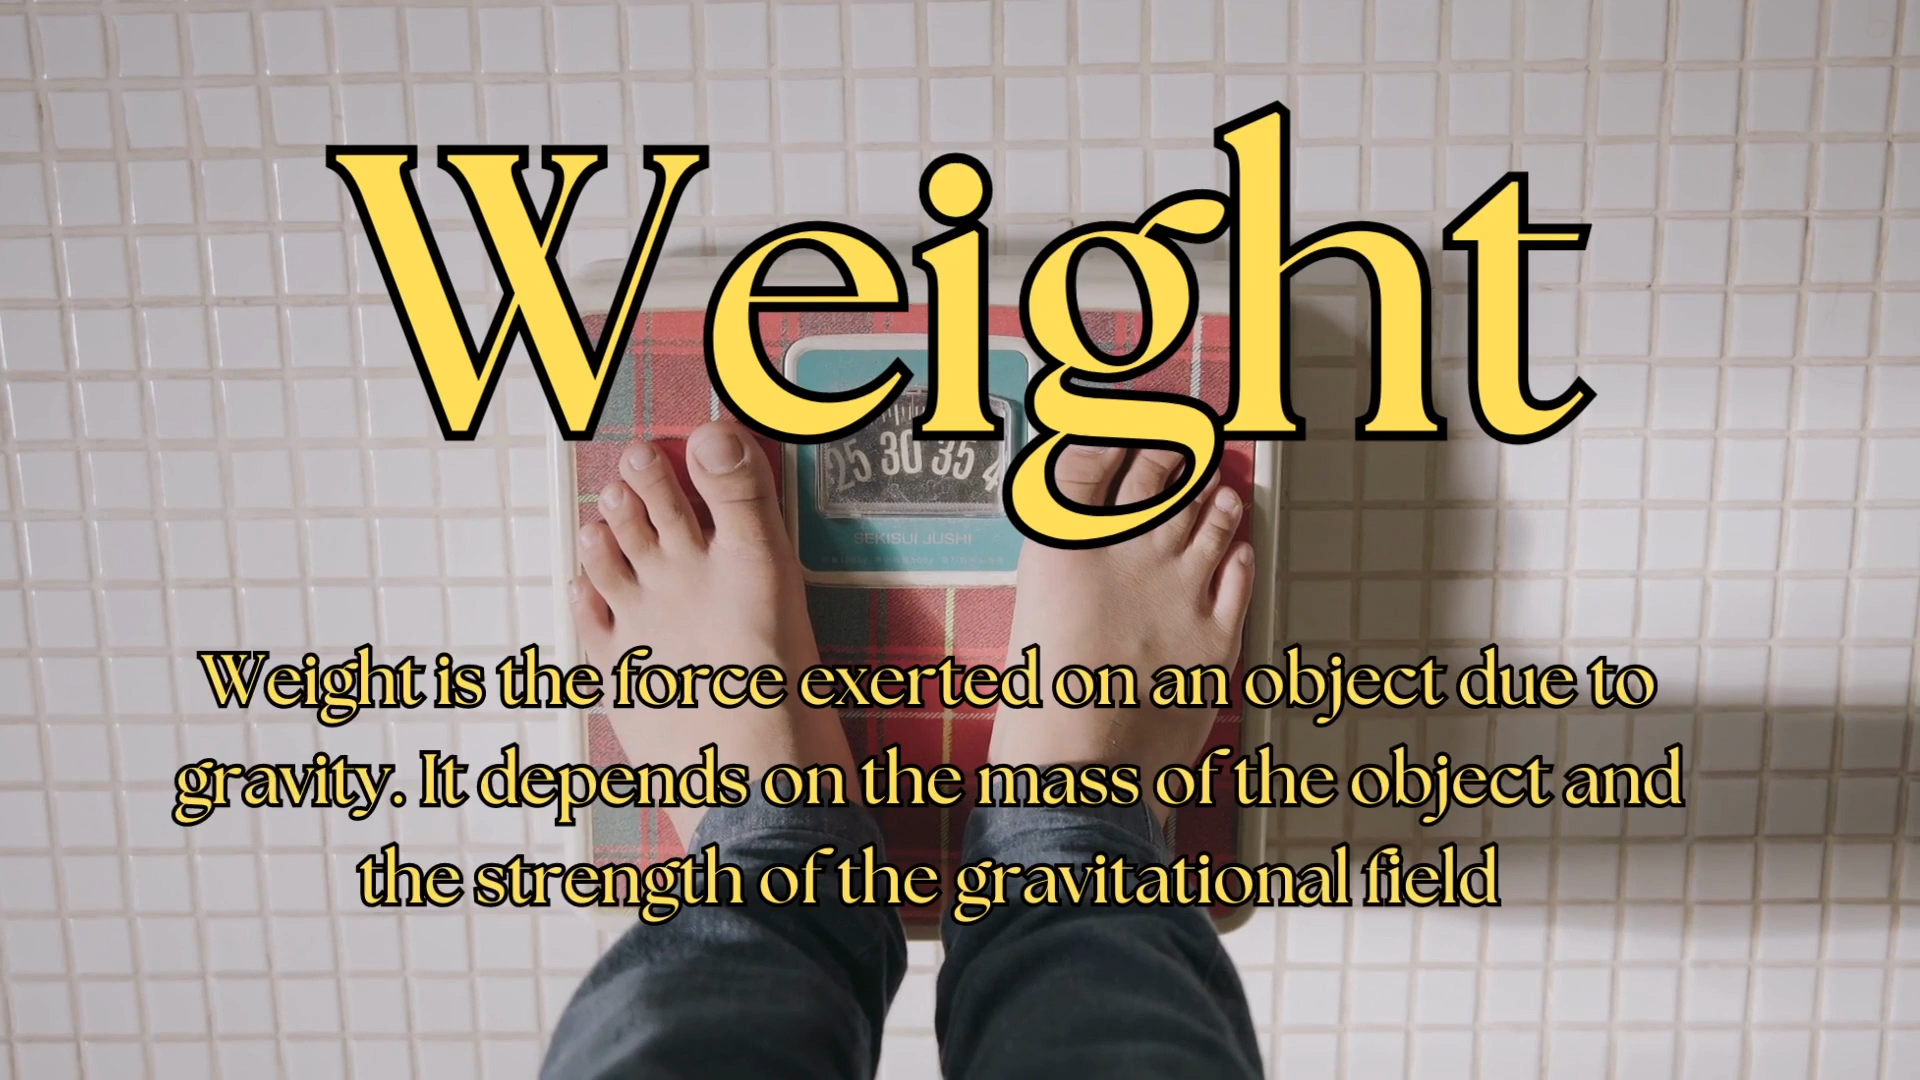 Weight
25 30 35 4
SEKISUI JUSHI
Weight is the force exerted on an object due to
gravity. It depends on the mass of the object and
the strength of the gravitational field